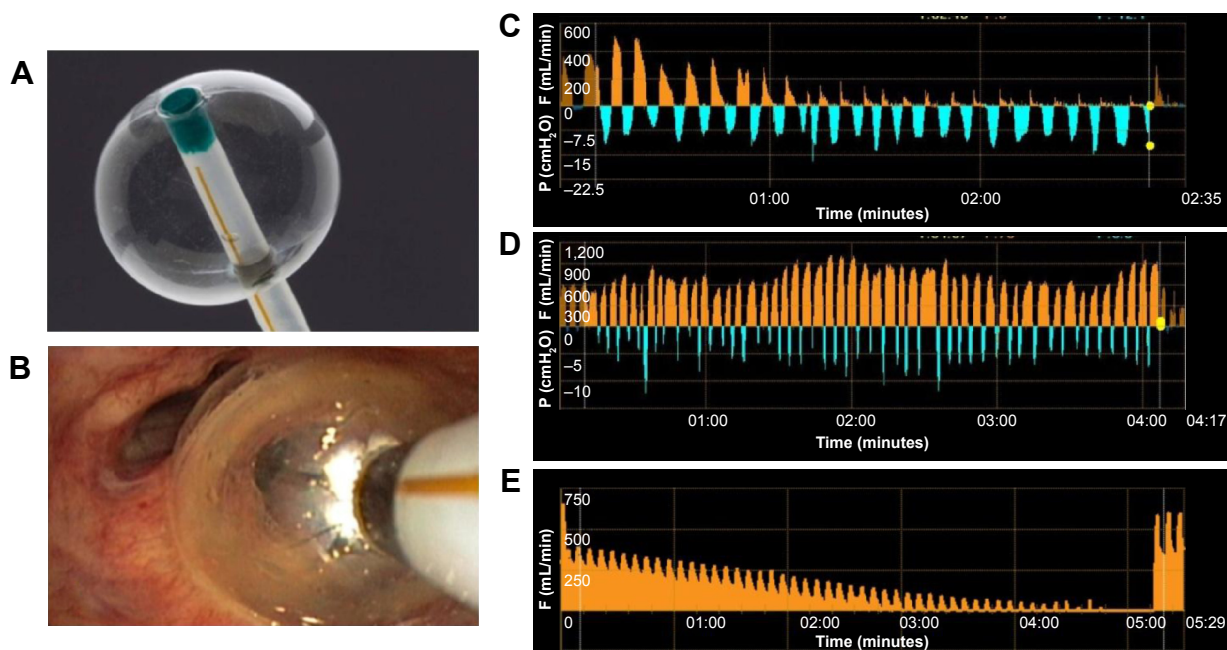 A
B
C
P (cmH2O) F (mL/min)
600
400
200
0
–7.5
–15
–22.5
01:00
02:00
02:35
Time (minutes)
D
P (cmH2O) F (mL/min)
1,200
900
600
300
0
–5
–10
01:00
02:00
03:00
04:00
04:17
Time (minutes)
E
F (mL/min)
750
500
250
0
01:00
02:00
03:00
04:00
05:00
05:29
Time (minutes)